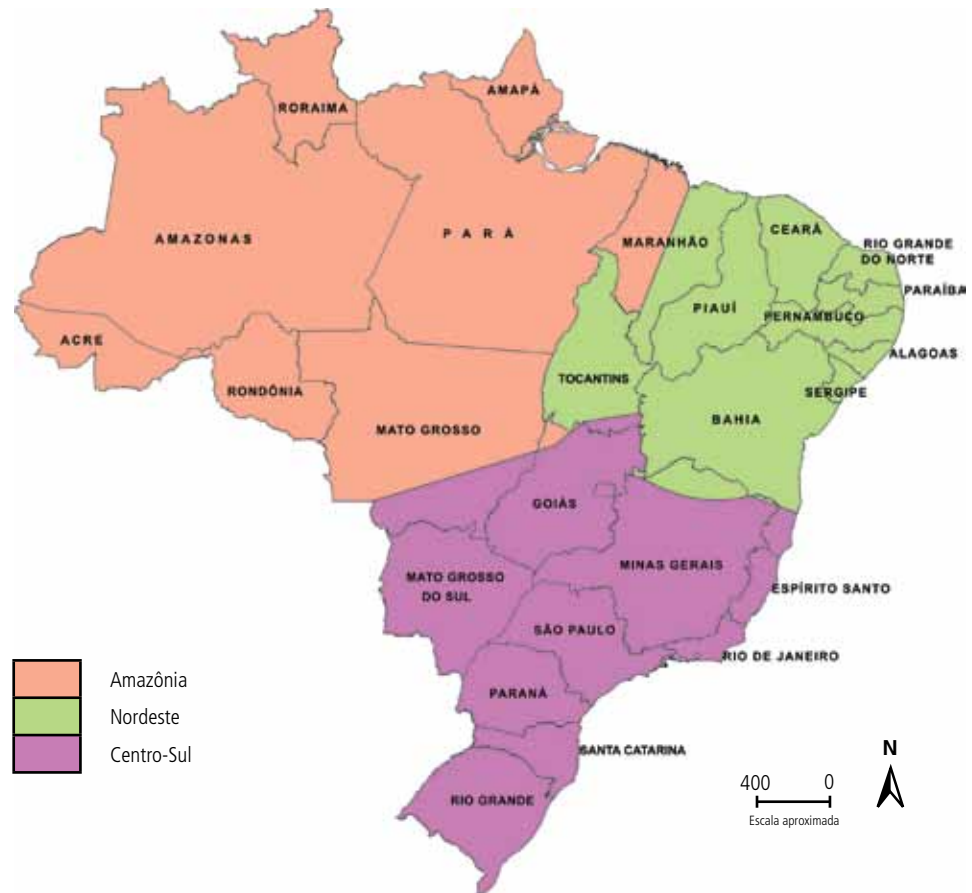 RORAIMA
AMAPÁ
AMAZONAS
PARÁ
MARANHÃO
CEARÁ
RIO GRANDE
DO NORTE
PARAÍBA
PIAUÍ
PERNAMBUCO
ACRE
ALAGOAS
RONDÔNIA
TOCANTINS
SERGIPE
MATO GROSSO
BAHIA
GOIÁS
MINAS GERAIS
MATO GROSSO
DO SUL
ESPÍRITO SANTO
SÃO PAULO
RIO DE JANEIRO
PARANÁ
SANTA CATARINA
RIO GRANDE
Amazônia
Nordeste
Centro-Sul
N
400 0
Escala aproximada